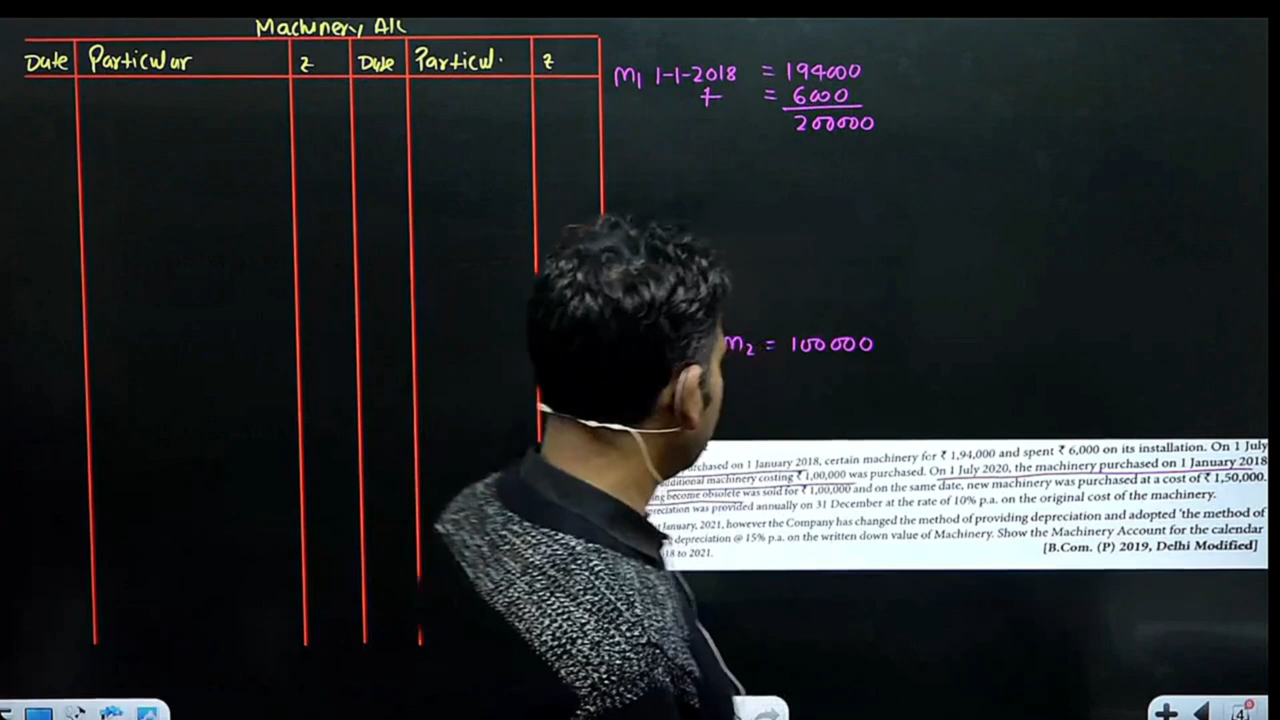 Machinery A/c
Date Particular ₹ Date Particul. ₹
M1 1-1-2018 = 194000
+ = 6000
200000
M2 = 100000
rchased on 1 January 2018, certain machinery for ₹ 1,94,000 and spent ₹ 6,000 on its installation. On 1 July
dditional machinery costing ₹ 1,00,000 was purchased. On 1 July 2020, the machinery purchased on 1 January 2018
ng become obsolete was sold for ₹ 1,00,000 and on the same date, new machinery was purchased at a cost of ₹ 1,50,000.
reciation was provided annually on 31 December at the rate of 10% p.a. on the original cost of the machinery.
January, 2021, however the Company has changed the method of providing depreciation and adopted 'the method of
depreciation @ 15% p.a. on the written down value of Machinery. Show the Machinery Account for the calendar
18 to 2021.
[B.Com. (P) 2019, Delhi Modified]